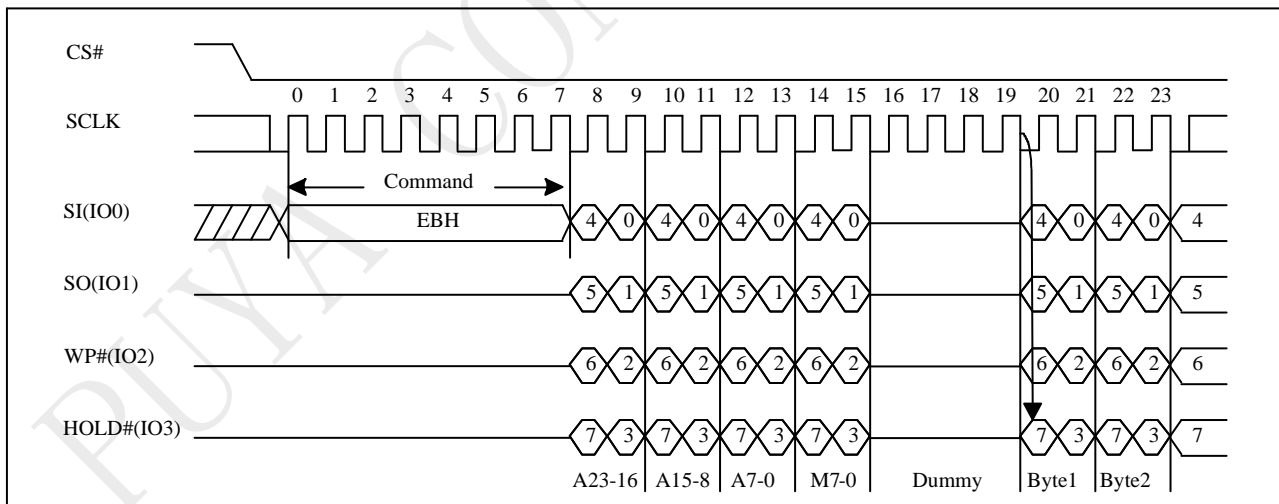 CS#
0 1 2 3 4 5 6 7 8 9 10 11 12 13 14 15 16 17 18 19 20 21 22 23
SCLK
Command
SI(IO0) EBH 4 0 4 0 4 0 4 0 4 0 4 0 4
SO(IO1) 5 1 5 1 5 1 5 1 5 1 5 1 5
WP#(IO2) 6 2 6 2 6 2 6 2 6 2 6 2 6
HOLD#(IO3) 7 3 7 3 7 3 7 3 7 3 7 3 7
A23-16 A15-8 A7-0 M7-0 Dummy Byte1 Byte2
PUYA